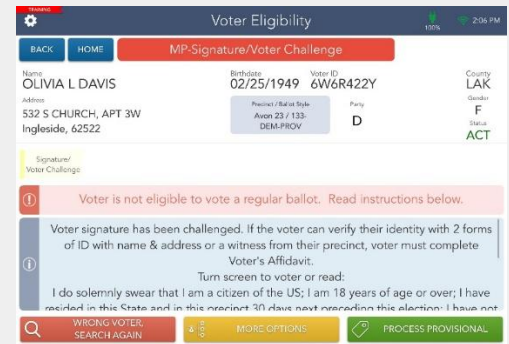 TRAINING
Voter Eligibility
100%
2:06 PM
BACK
HOME
MP-Signature/Voter Challenge
Name
OLIVIA L DAVIS
Birthdate
02/25/1949
Voter ID
6W6R422Y
County
LAK
Address
532 S CHURCH, APT 3W
Ingleside, 62522
Precinct / Ballot Style
Avon 23 / 133-
DEM-PROV
Party
D
Gender
F
Status
ACT
Signature/
Voter Challenge
Voter is not eligible to vote a regular ballot. Read instructions below.
Voter signature has been challenged. If the voter can verify their identity with 2 forms
of ID with name & address or a witness from their precinct, voter must complete
Voter's Affidavit.
Turn screen to voter or read:
I do solemnly swear that I am a citizen of the US; I am 18 years of age or over; I have
resided in this State and in this precinct 30 days next preceding this election; I have not
WRONG VOTER,
SEARCH AGAIN
MORE OPTIONS
PROCESS PROVISIONAL